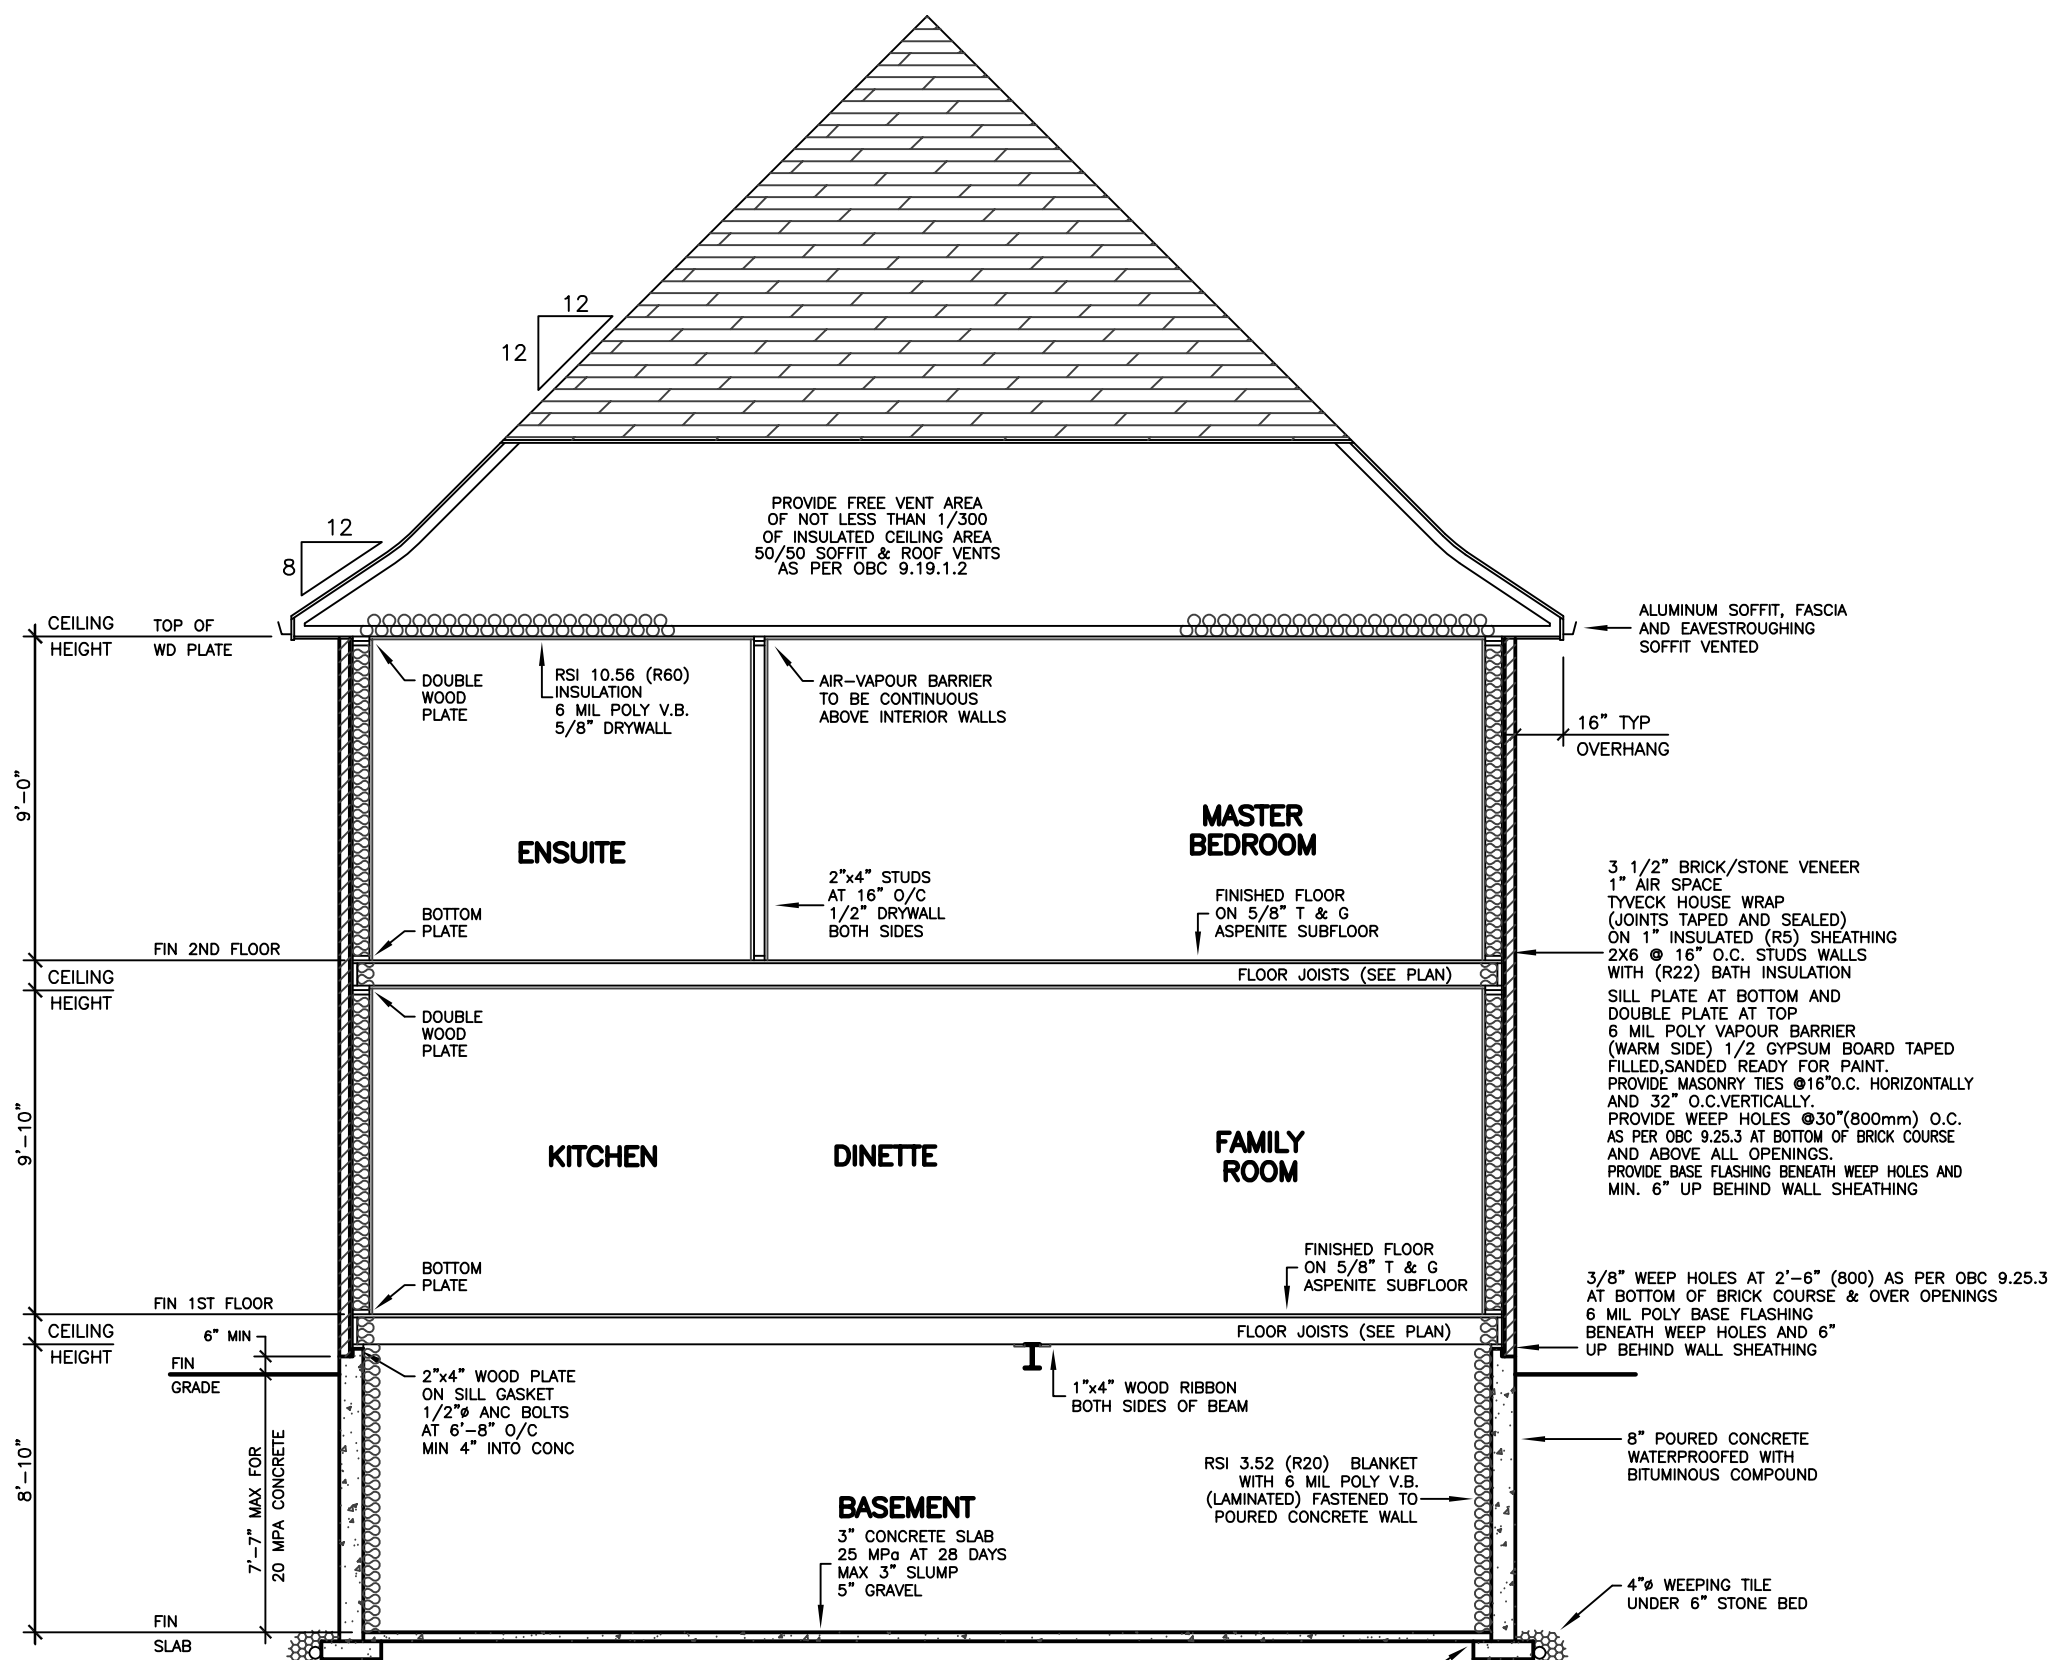 12
12
12
8
PROVIDE FREE VENT AREA
OF NOT LESS THAN 1/300
OF INSULATED CEILING AREA
50/50 SOFFIT & ROOF VENTS
AS PER OBC 9.19.1.2
CEILING
HEIGHT
TOP OF
WD PLATE
ALUMINUM SOFFIT, FASCIA
AND EAVESTROUGHING
SOFFIT VENTED
DOUBLE
WOOD
PLATE
RSI 10.56 (R60)
INSULATION
6 MIL POLY V.B.
5/8" DRYWALL
AIR-VAPOUR BARRIER
TO BE CONTINUOUS
ABOVE INTERIOR WALLS
16" TYP
OVERHANG
9'-0"
ENSUITE
MASTER
BEDROOM
2"x4" STUDS
AT 16" O/C
1/2" DRYWALL
BOTH SIDES
FINISHED FLOOR
ON 5/8" T & G
ASPENITE SUBFLOOR
BOTTOM
PLATE
3 1/2" BRICK/STONE VENEER
1" AIR SPACE
TYVECK HOUSE WRAP
(JOINTS TAPED AND SEALED)
ON 1" INSULATED (R5) SHEATHING
2X6 @ 16" O.C. STUDS WALLS
WITH (R22) BATH INSULATION
SILL PLATE AT BOTTOM AND
DOUBLE PLATE AT TOP
6 MIL POLY VAPOUR BARRIER
(WARM SIDE) 1/2 GYPSUM BOARD TAPED
FILLED,SANDED READY FOR PAINT.
PROVIDE MASONRY TIES @16"O.C. HORIZONTALLY
AND 32" O.C.VERTICALLY.
PROVIDE WEEP HOLES @30"(800mm) O.C.
AS PER OBC 9.25.3 AT BOTTOM OF BRICK COURSE
AND ABOVE ALL OPENINGS.
PROVIDE BASE FLASHING BENEATH WEEP HOLES AND
MIN. 6" UP BEHIND WALL SHEATHING
FIN 2ND FLOOR
CEILING
HEIGHT
FLOOR JOISTS (SEE PLAN)
DOUBLE
WOOD
PLATE
9'-10"
KITCHEN
DINETTE
FAMILY
ROOM
BOTTOM
PLATE
FINISHED FLOOR
ON 5/8" T & G
ASPENITE SUBFLOOR
3/8" WEEP HOLES AT 2'-6" (800) AS PER OBC 9.25.3
AT BOTTOM OF BRICK COURSE & OVER OPENINGS
6 MIL POLY BASE FLASHING
BENEATH WEEP HOLES AND 6"
UP BEHIND WALL SHEATHING
FIN 1ST FLOOR
CEILING
HEIGHT
6" MIN
FLOOR JOISTS (SEE PLAN)
FIN
GRADE
2"x4" WOOD PLATE
ON SILL GASKET
1/2"ø ANC BOLTS
AT 6'-8" O/C
MIN 4" INTO CONC
1"x4" WOOD RIBBON
BOTH SIDES OF BEAM
8'-10"
7'-7" MAX FOR
20 MPA CONCRETE
8" POURED CONCRETE
WATERPROOFED WITH
BITUMINOUS COMPOUND
RSI 3.52 (R20) BLANKET
WITH 6 MIL POLY V.B.
(LAMINATED) FASTENED TO
POURED CONCRETE WALL
BASEMENT
3" CONCRETE SLAB
25 MPa AT 28 DAYS
MAX 3" SLUMP
5" GRAVEL
4"ø WEEPING TILE
UNDER 6" STONE BED
FIN
SLAB